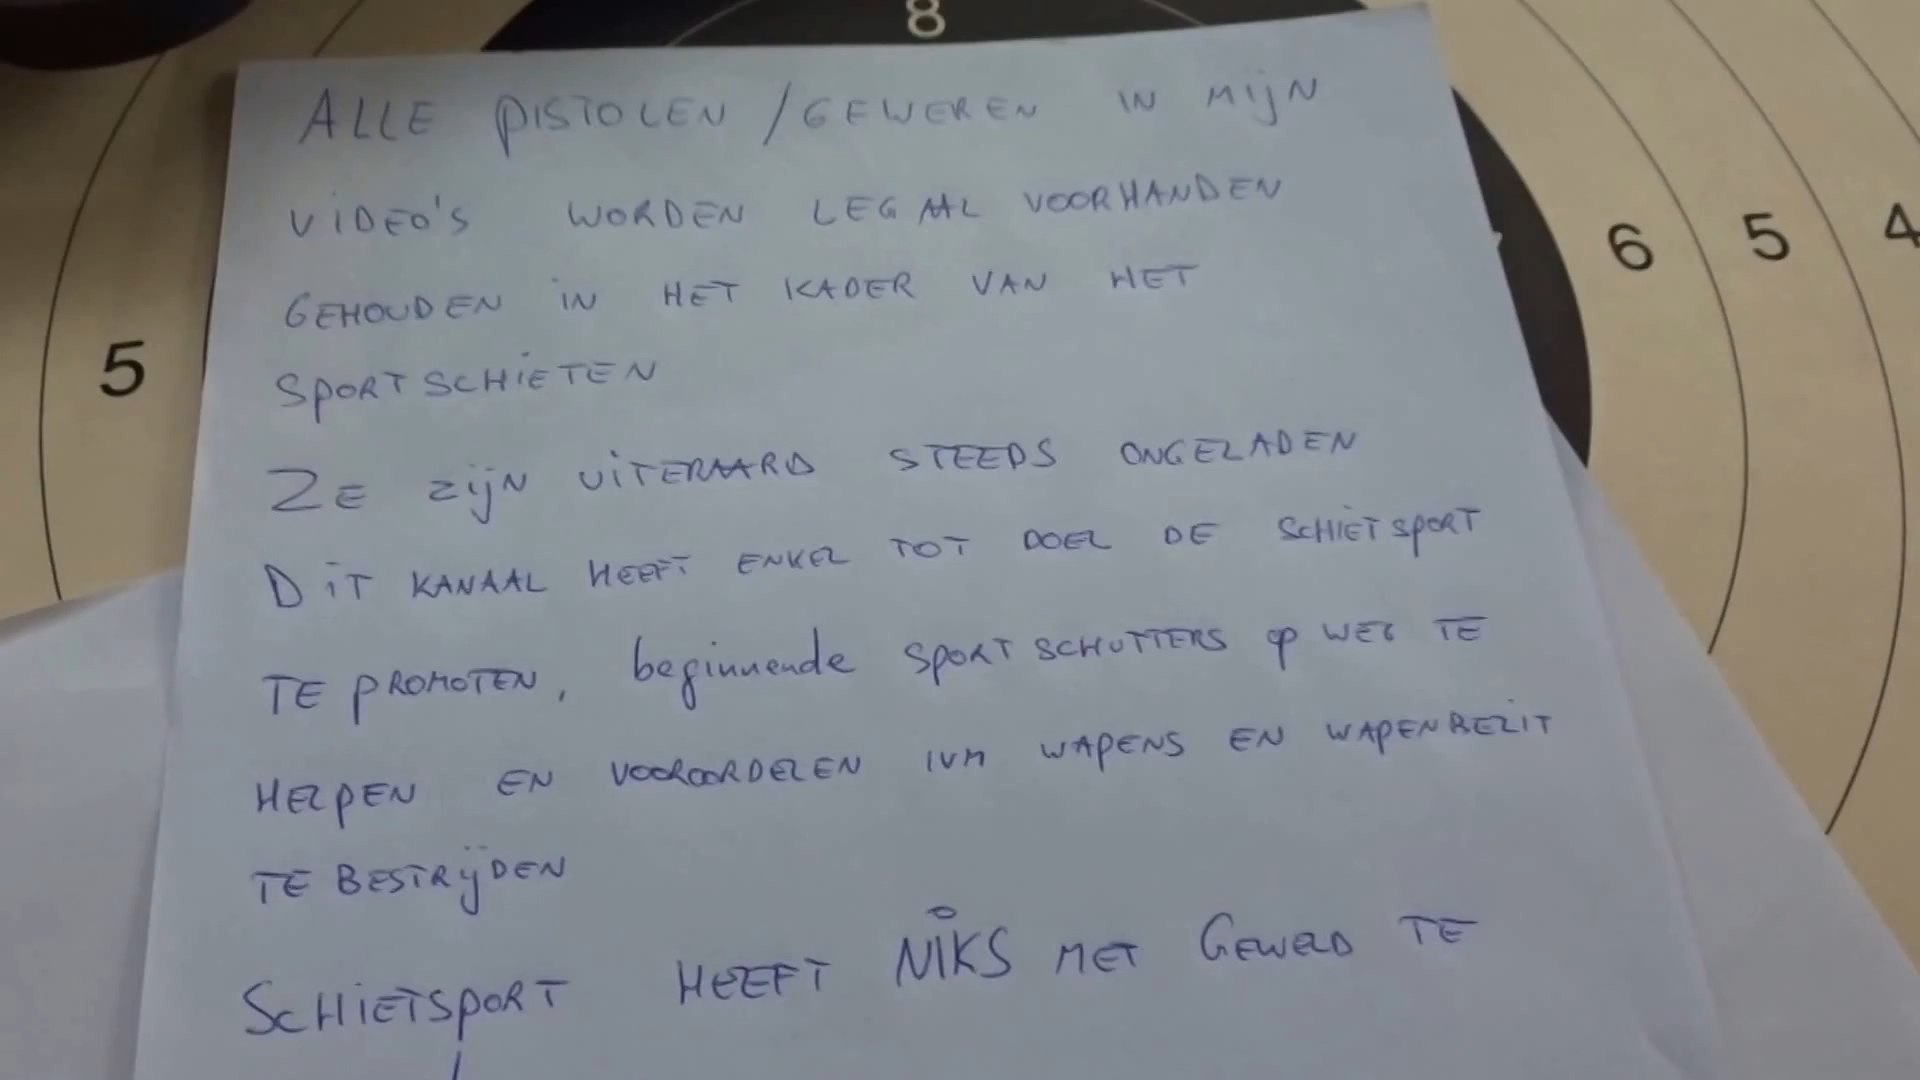 8
ALLE PISTOLEN / GEWEREN IN MIJN
VIDEO'S WORDEN LEGAAL VOORHANDEN
GEHOUDEN IN HET KADER VAN HET
SPORTSCHIETEN
ZE ZIJN UITERAARD STEEDS ONGELADEN
DIT KANAAL HEEFT ENKEL TOT DOEL DE SCHIETSPORT
TE PROMOTEN, beginnende SPORTSCHUTTERS op WEG TE
HELPEN EN VOOROORDELEN IVM WAPENS EN WAPENBEZIT
TE BESTRIJDEN
SCHIETSPORT HEEFT NIKS MET GEWELD TE
5
6 5 4